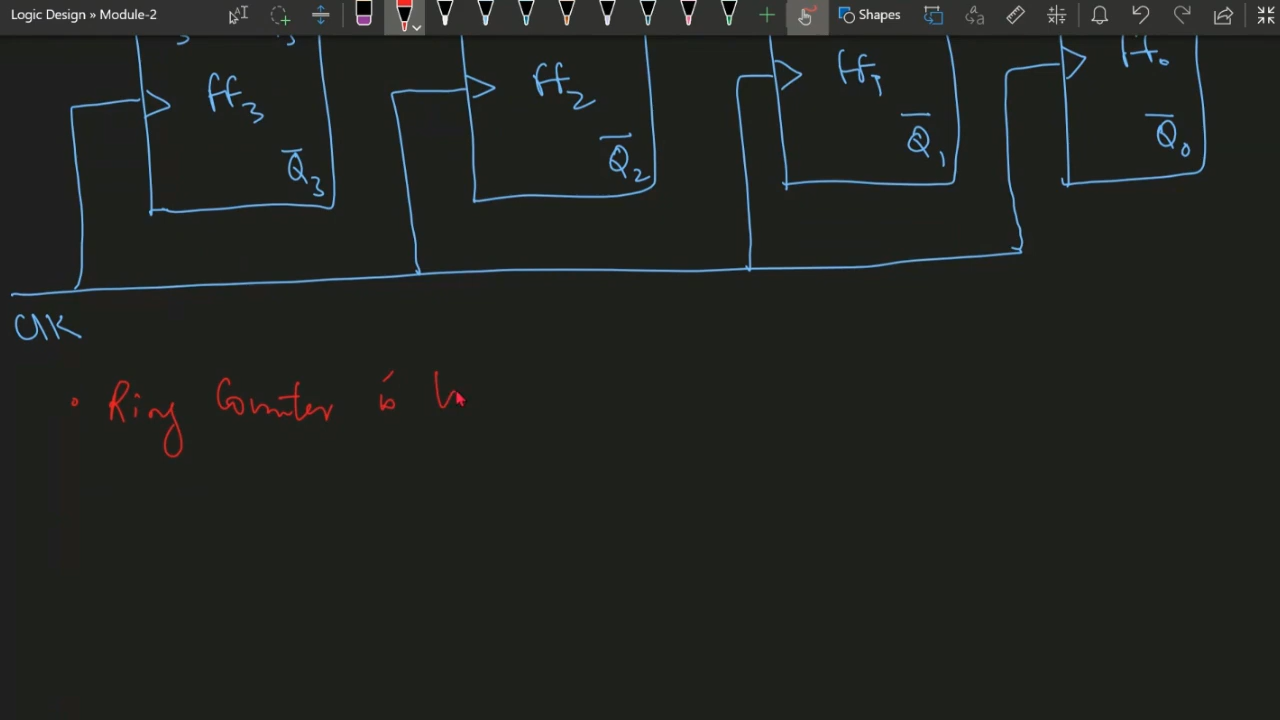 Logic Design » Module-2
Shapes
FF3 FF2 FF1 FF0
Q̅3 Q̅2 Q̅1 Q̅0
CLK
• Ring Counter is